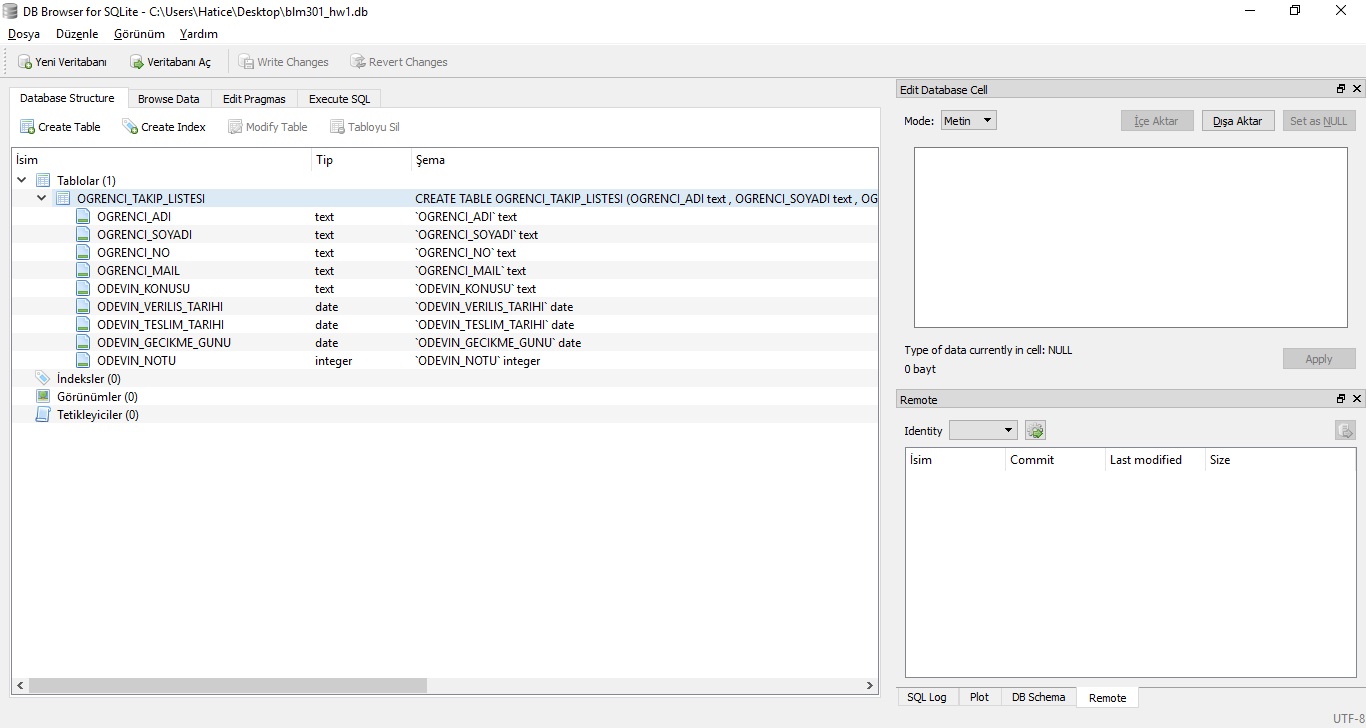 DB Browser for SQLite - C:\Users\Hatice\Desktop\blm301_hw1.db
Dosya Düzenle Görünüm Yardım
Yeni Veritabanı Veritabanı Aç Write Changes Revert Changes
Database Structure Browse Data Edit Pragmas Execute SQL
Create Table Create Index Modify Table Tabloyu Sil
İsim Tip Şema
Tablolar (1)
OGRENCI_TAKIP_LISTESI CREATE TABLE OGRENCI_TAKIP_LISTESI (OGRENCI_ADI text , OGRENCI_SOYADI text , OG
OGRENCI_ADI text `OGRENCI_ADI` text
OGRENCI_SOYADI text `OGRENCI_SOYADI` text
OGRENCI_NO text `OGRENCI_NO` text
OGRENCI_MAIL text `OGRENCI_MAIL` text
ODEVIN_KONUSU text `ODEVIN_KONUSU` text
ODEVIN_VERILIS_TARIHI date `ODEVIN_VERILIS_TARIHI` date
ODEVIN_TESLIM_TARIHI date `ODEVIN_TESLIM_TARIHI` date
ODEVIN_GECIKME_GUNU date `ODEVIN_GECIKME_GUNU` date
ODEVIN_NOTU integer `ODEVIN_NOTU` integer
İndeksler (0)
Görünümler (0)
Tetikleyiciler (0)
Edit Database Cell
Mode: Metin İçe Aktar Dışa Aktar Set as NULL
Type of data currently in cell: NULL
0 bayt
Apply
Remote
Identity
İsim Commit Last modified Size
SQL Log Plot DB Schema Remote
UTF-8